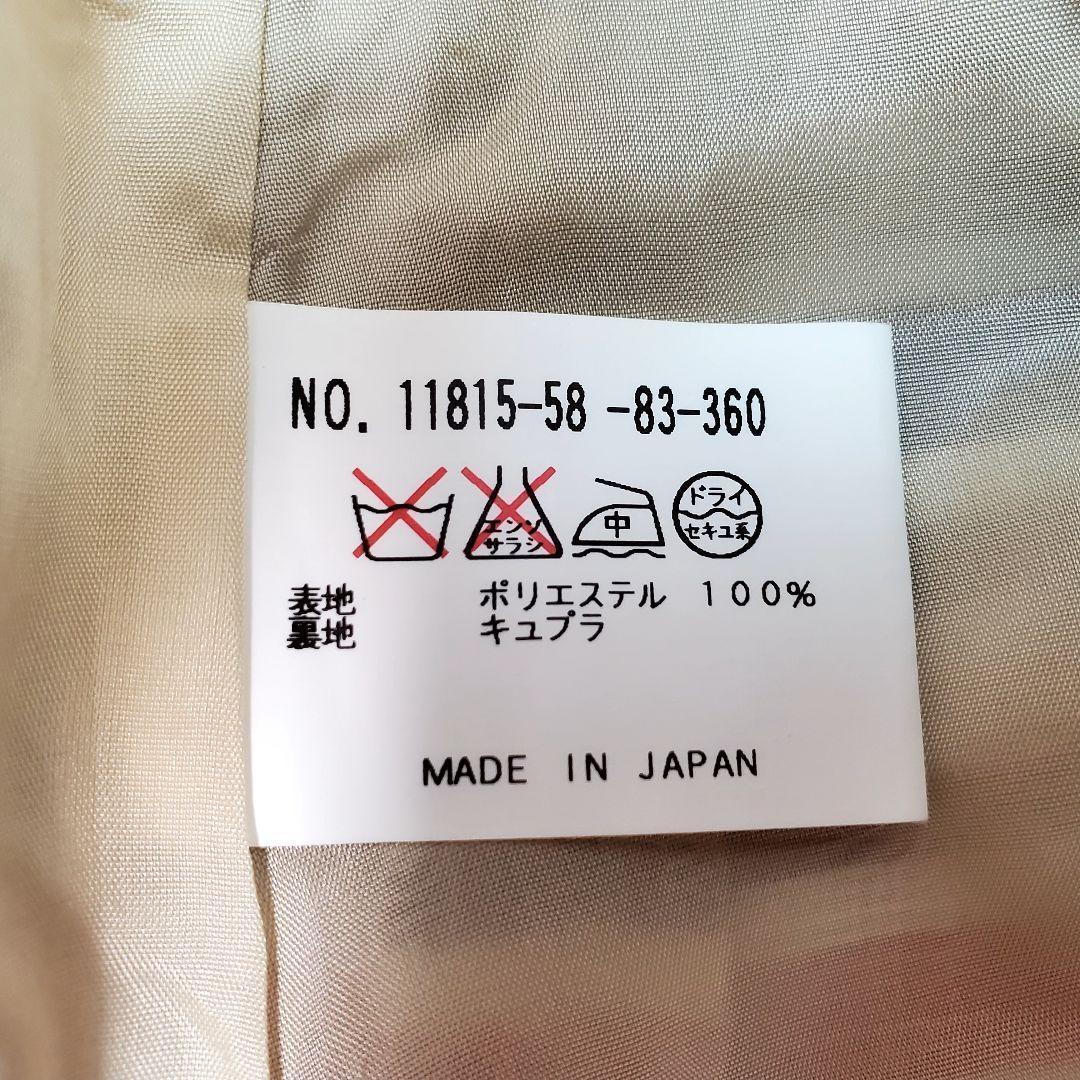 NO. 11815-58 -83-360
エンソ
サラシ
中
ドライ
セキユ系
表地 ポリエステル 100%
裏地 キュプラ
MADE IN JAPAN